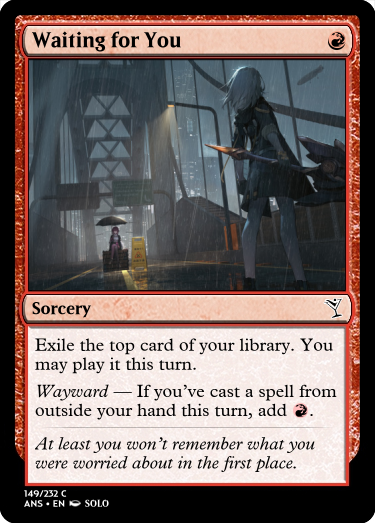 Waiting for You
Sorcery
Exile the top card of your library. You
may play it this turn.
Wayward — If you've cast a spell from
outside your hand this turn, add .
At least you won't remember what you
were worried about in the first place.
149/232 C
ANS • EN SOLO